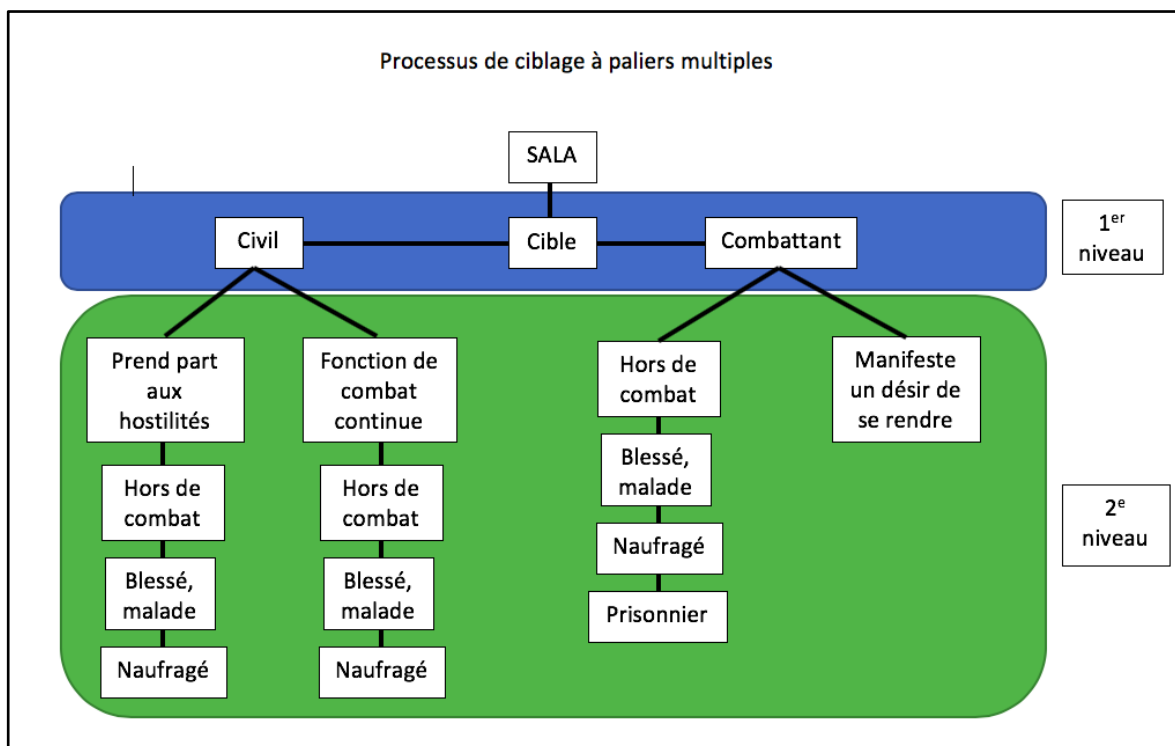 Processus de ciblage à paliers multiples
SALA
Civil
Cible
Combattant
1er
niveau
Prend part
aux
hostilités
Fonction de
combat
continue
Hors de
combat
Manifeste
un désir de
se rendre
Hors de
combat
Hors de
combat
Blessé,
malade
2e
niveau
Blessé,
malade
Blessé,
malade
Naufragé
Prisonnier
Naufragé
Naufragé